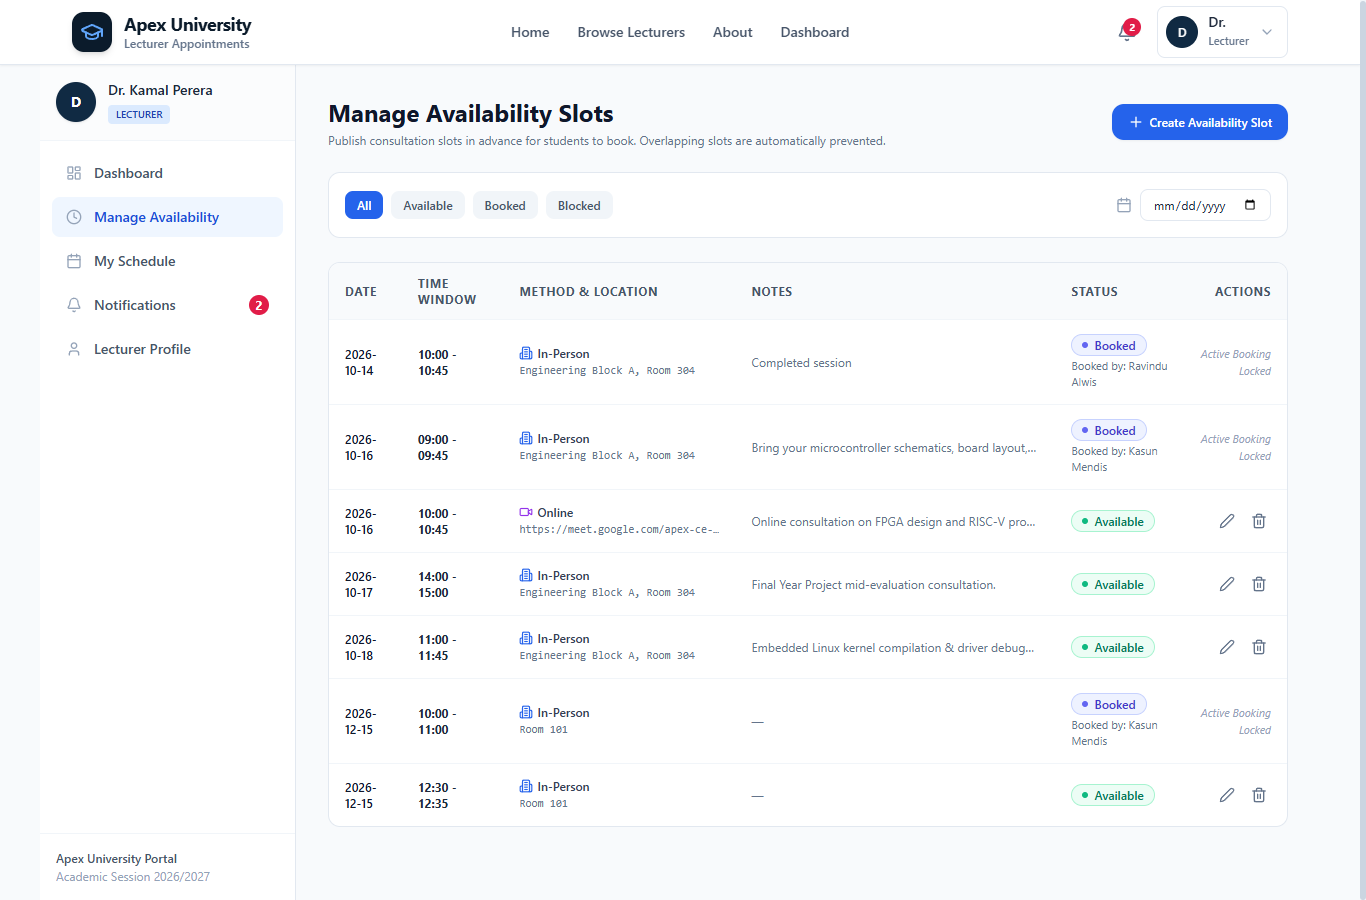 Apex University
Lecturer Appointments
Home
Browse Lecturers
About
Dashboard
2
D
Dr.
Lecturer
D
Dr. Kamal Perera
LECTURER
Dashboard
Manage Availability
My Schedule
Notifications
2
Lecturer Profile
Apex University Portal
Academic Session 2026/2027
Manage Availability Slots
Publish consultation slots in advance for students to book. Overlapping slots are automatically prevented.
Create Availability Slot
All
Available
Booked
Blocked
mm/dd/yyyy
DATE
TIME
WINDOW
METHOD & LOCATION
NOTES
STATUS
ACTIONS
2026-
10-14
10:00 -
10:45
In-Person
Engineering Block A, Room 304
Completed session
Booked
Booked by: Ravindu
Alwis
Active Booking
Locked
2026-
10-16
09:00 -
09:45
In-Person
Engineering Block A, Room 304
Bring your microcontroller schematics, board layout,...
Booked
Booked by: Kasun
Mendis
Active Booking
Locked
2026-
10-16
10:00 -
10:45
Online
https://meet.google.com/apex-ce-…
Online consultation on FPGA design and RISC-V pro...
Available
2026-
10-17
14:00 -
15:00
In-Person
Engineering Block A, Room 304
Final Year Project mid-evaluation consultation.
Available
2026-
10-18
11:00 -
11:45
In-Person
Engineering Block A, Room 304
Embedded Linux kernel compilation & driver debug...
Available
2026-
12-15
10:00 -
11:00
In-Person
Room 101
—
Booked
Booked by: Kasun
Mendis
Active Booking
Locked
2026-
12-15
12:30 -
12:35
In-Person
Room 101
—
Available